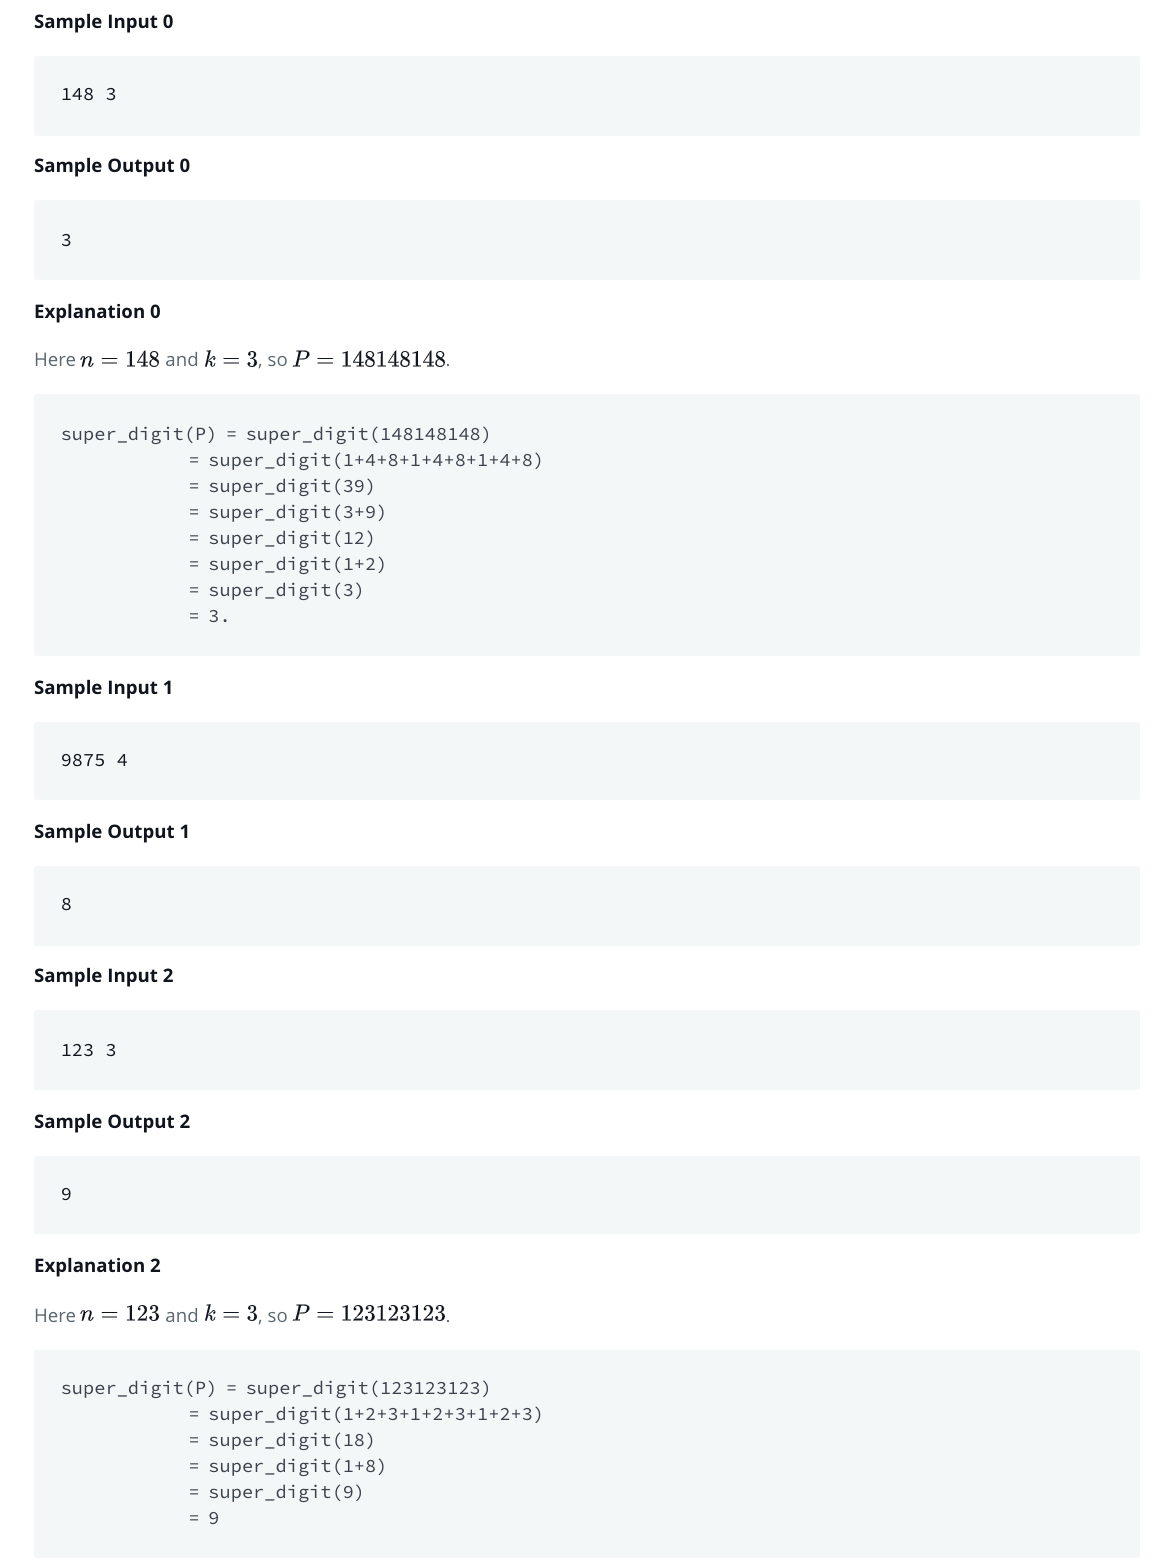 Sample Input 0
148 3
Sample Output 0
3
Explanation 0
Here n = 148 and k = 3, so P = 148148148.
super_digit(P) = super_digit(148148148)
= super_digit(1+4+8+1+4+8+1+4+8)
= super_digit(39)
= super_digit(3+9)
= super_digit(12)
= super_digit(1+2)
= super_digit(3)
= 3.
Sample Input 1
9875 4
Sample Output 1
8
Sample Input 2
123 3
Sample Output 2
9
Explanation 2
Here n = 123 and k = 3, so P = 123123123.
super_digit(P) = super_digit(123123123)
= super_digit(1+2+3+1+2+3+1+2+3)
= super_digit(18)
= super_digit(1+8)
= super_digit(9)
= 9